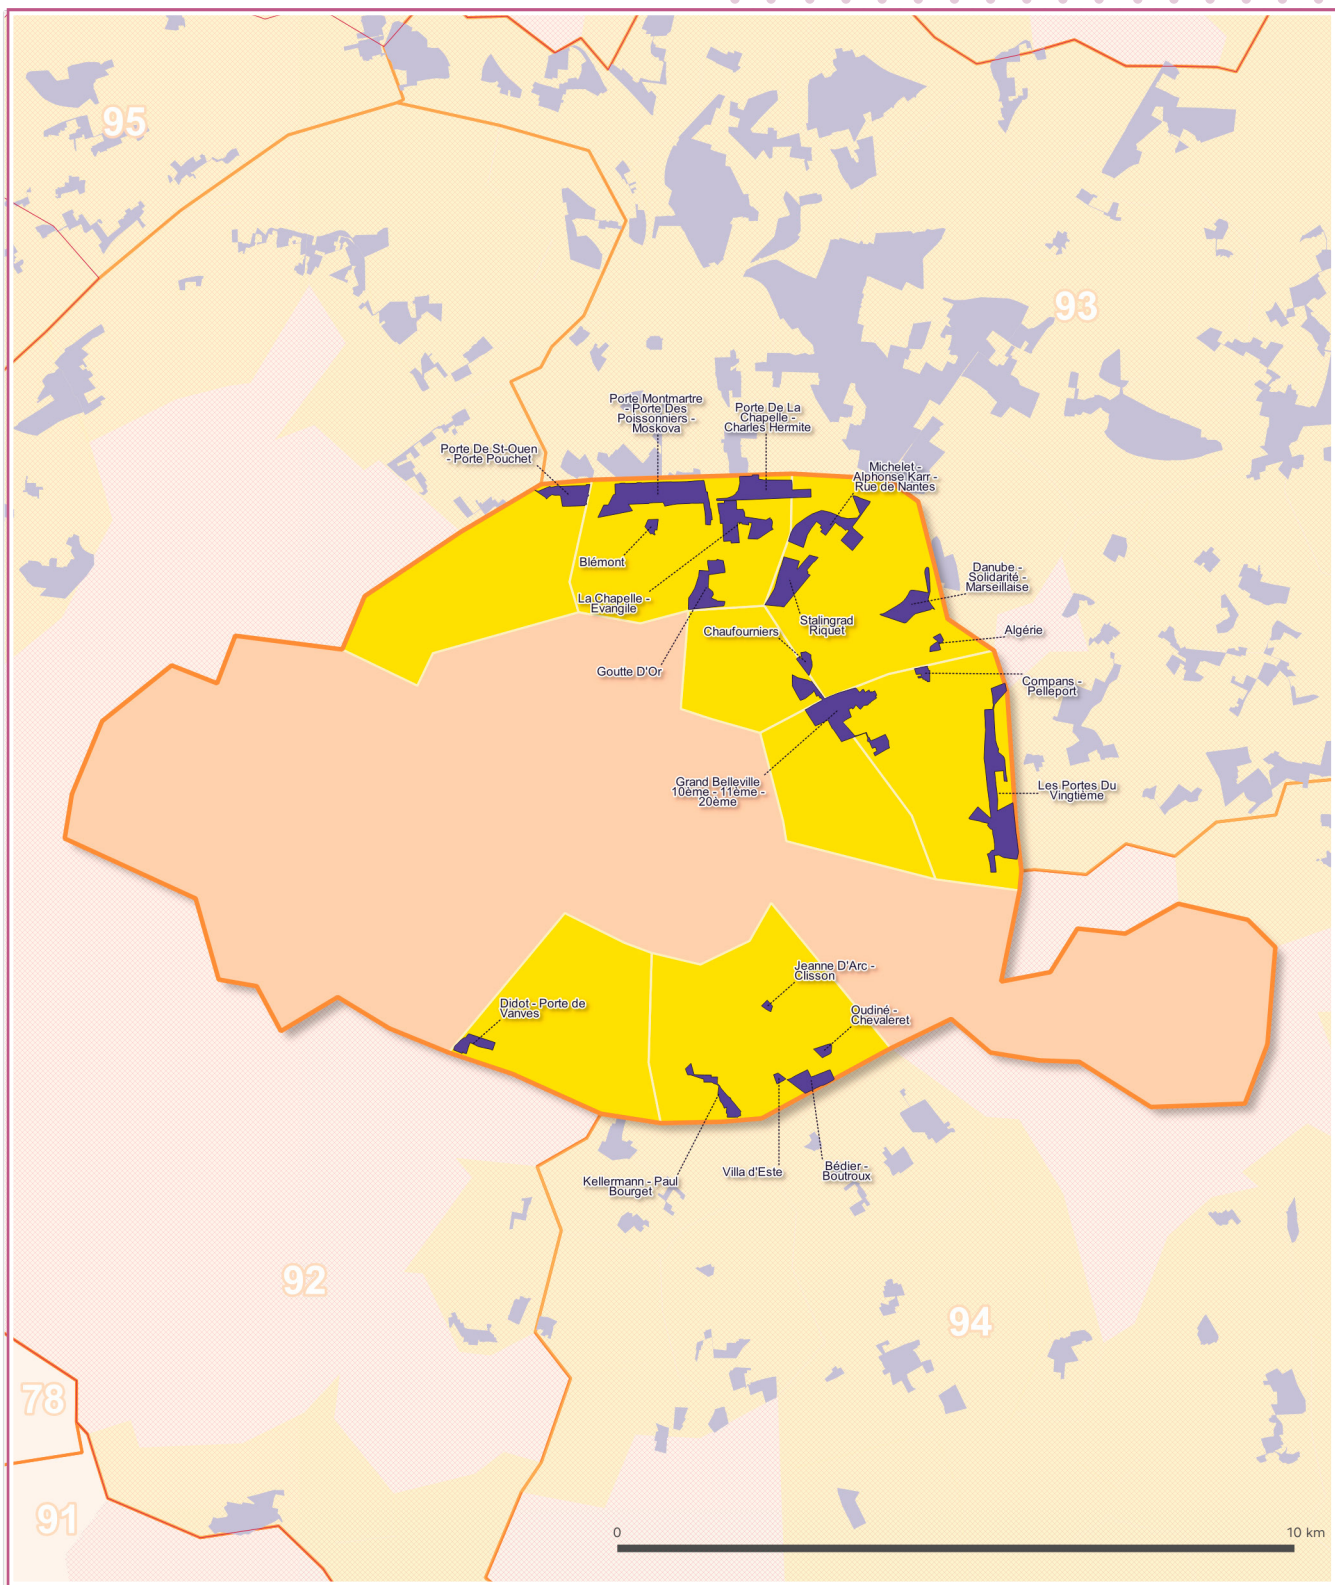 95
93
Porte Montmartre
- Porte Des
Poissonniers -
Moskova
Porte De La
Chapelle -
Charles Hermite
Porte De St-Ouen
- Porte Pouchet
Michelet -
Alphonse Karr -
Rue de Nantes
Blémont
Danube -
Solidarité -
Marseillaise
La Chapelle -
Evangile
Stalingrad
Riquet
Chaufourniers
Algérie
Goutte D'Or
Compans -
Pelleport
Grand Belleville
10ème - 11ème -
20ème
Les Portes Du
Vingtième
Jeanne D'Arc -
Clisson
Didot - Porte de
Vanves
Oudiné -
Chevaleret
Kellermann - Paul
Bourget
Villa d'Este
Bédier -
Boutroux
92
94
78
91
0
10 km